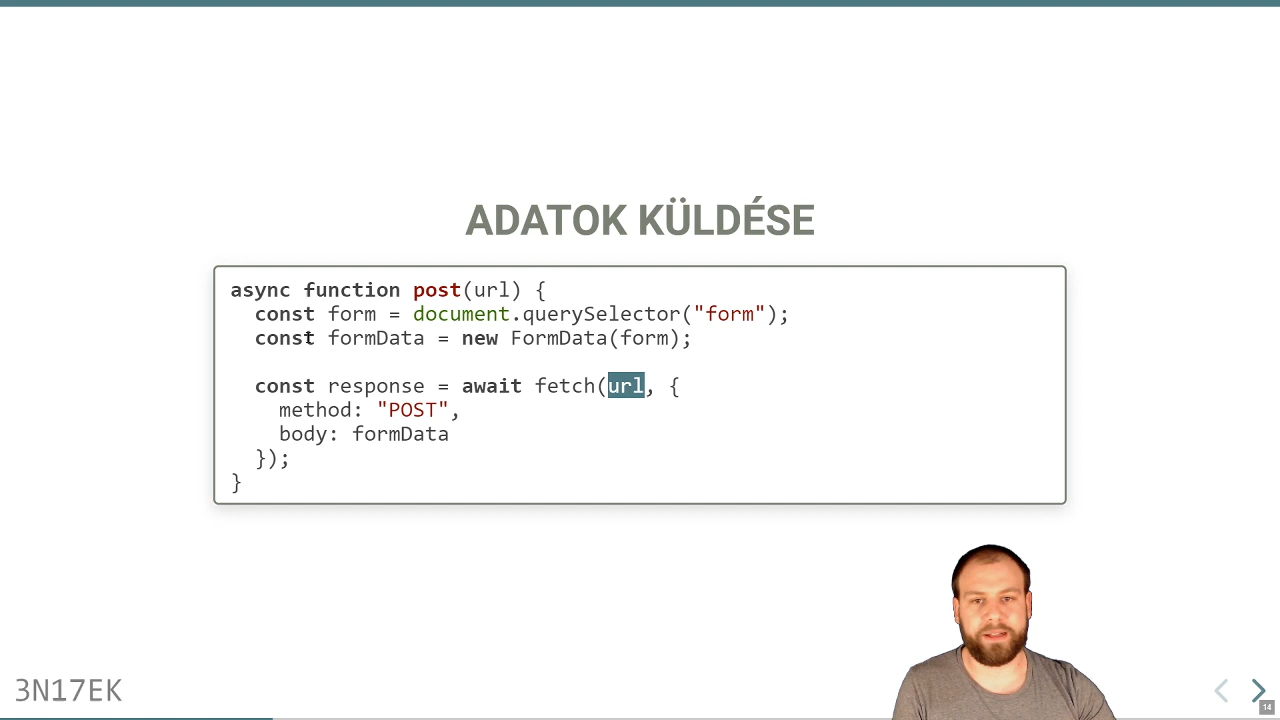 ADATOK KÜLDÉSE
async function post(url) {
  const form = document.querySelector("form");
  const formData = new FormData(form);
  const response = await fetch(url, {
    method: "POST",
    body: formData
  });
}
3N17EK
14